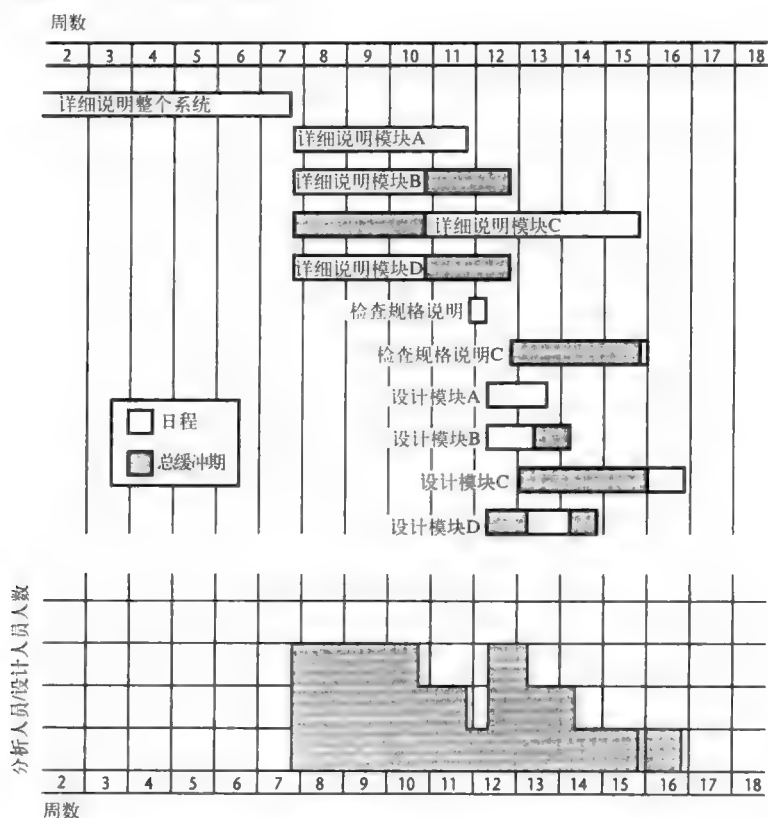 周数
2 3 4 5 6 7 8 9 10 11 12 13 14 15 16 17 18
详细说明整个系统
详细说明模块A
详细说明模块B
详细说明模块C
详细说明模块D
检查规格说明
检查规格说明C
设计模块A
设计模块B
设计模块C
设计模块D
日程
总缓冲期
分析人员/设计人员人数
2 3 4 5 6 7 8 9 10 11 12 13 14 15 16 17 18
周数